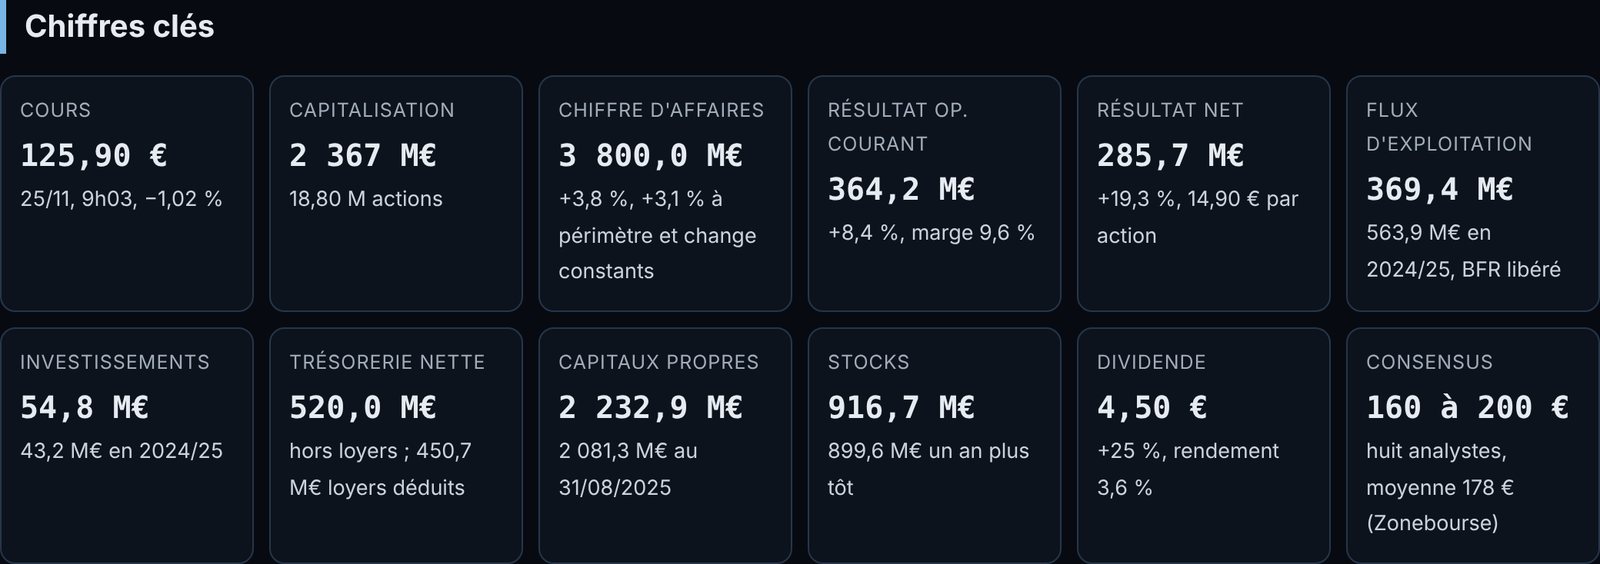 Chiffres clés
COURS
125,90 €
25/11, 9h03, −1,02 %
CAPITALISATION
2 367 M€
18,80 M actions
CHIFFRE D'AFFAIRES
3 800,0 M€
+3,8 %, +3,1 % à
périmètre et change
constants
RÉSULTAT OP.
COURANT
364,2 M€
+8,4 %, marge 9,6 %
RÉSULTAT NET
285,7 M€
+19,3 %, 14,90 € par
action
FLUX
D'EXPLOITATION
369,4 M€
563,9 M€ en
2024/25, BFR libéré
INVESTISSEMENTS
54,8 M€
43,2 M€ en 2024/25
TRÉSORERIE NETTE
520,0 M€
hors loyers ; 450,7
M€ loyers déduits
CAPITAUX PROPRES
2 232,9 M€
2 081,3 M€ au
31/08/2025
STOCKS
916,7 M€
899,6 M€ un an plus
tôt
DIVIDENDE
4,50 €
+25 %, rendement
3,6 %
CONSENSUS
160 à 200 €
huit analystes,
moyenne 178 €
(Zonebourse)